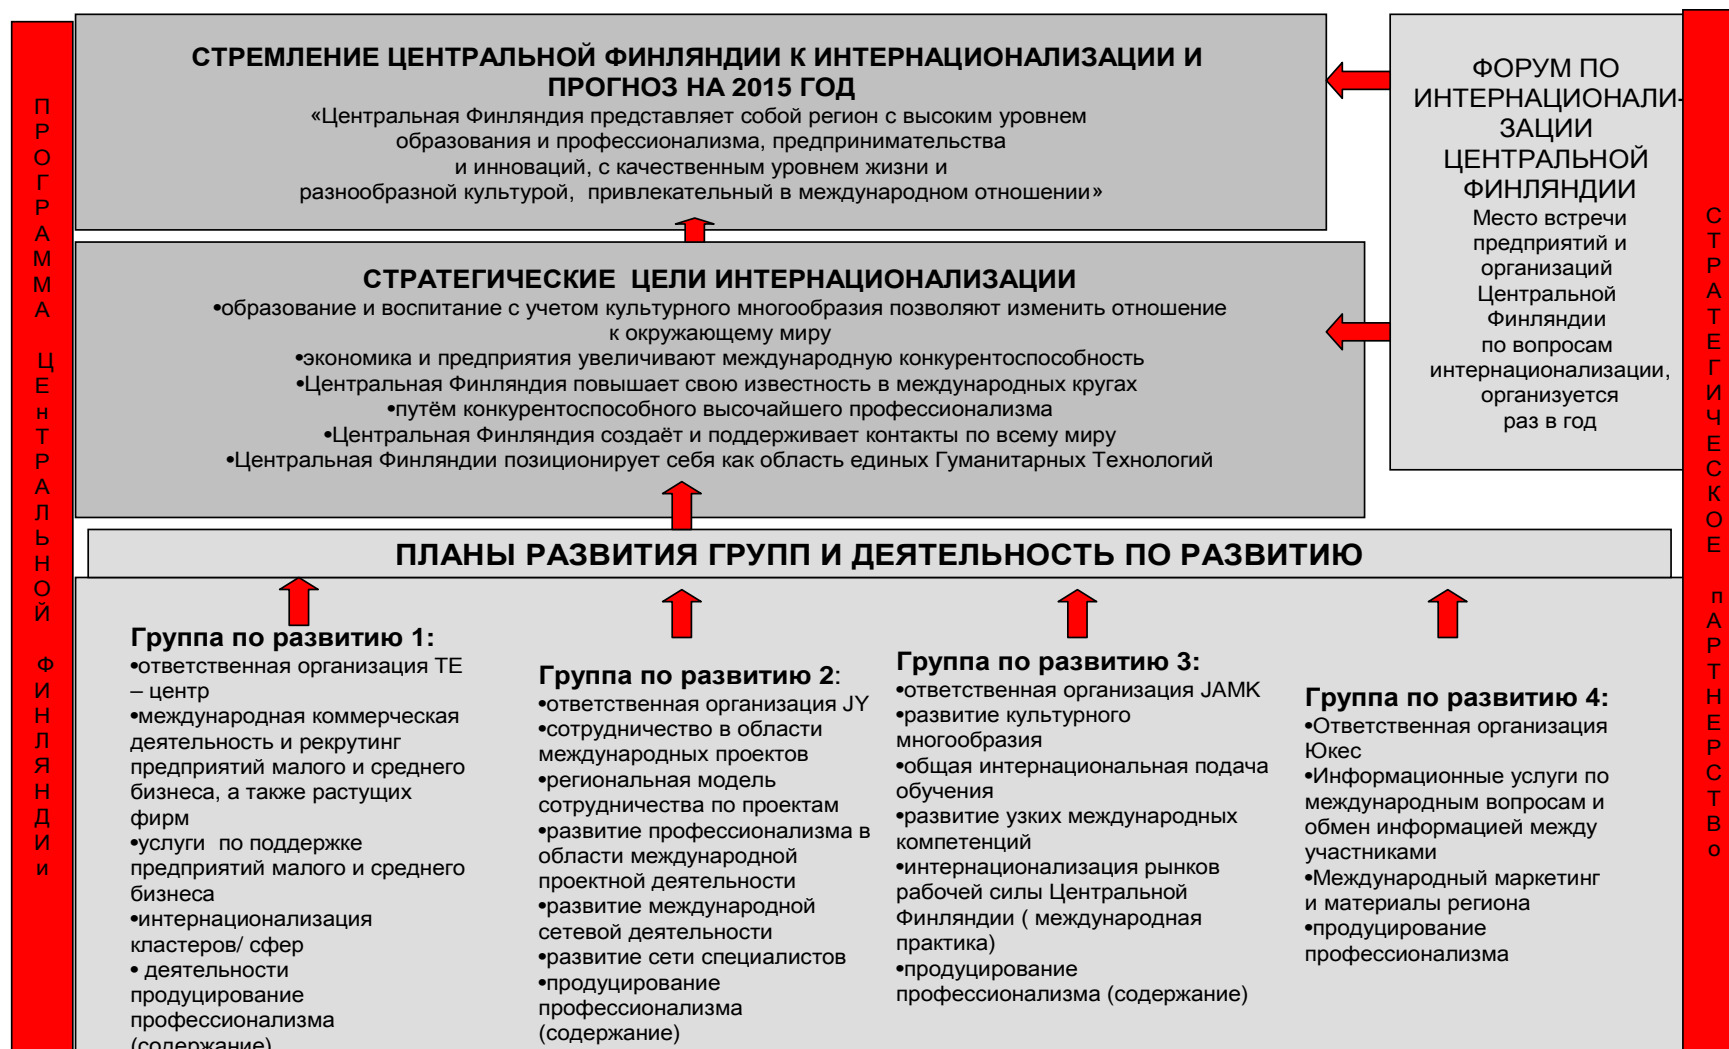 ПРОГРАММА ЦЕнТРАЛЬНОЙ ФИНЛЯНДИи
СТРЕМЛЕНИЕ ЦЕНТРАЛЬНОЙ ФИНЛЯНДИИ К ИНТЕРНАЦИОНАЛИЗАЦИИ И
ПРОГНОЗ НА 2015 ГОД
«Центральная Финляндия представляет собой регион с высоким уровнем
образования и профессионализма, предпринимательства
и инноваций, с качественным уровнем жизни и
разнообразной культурой, привлекательный в международном отношении»
ФОРУМ ПО
ИНТЕРНАЦИОНАЛИ-
ЗАЦИИ
ЦЕНТРАЛЬНОЙ
ФИНЛЯНДИИ
Место встречи
предприятий и
организаций
Центральной
Финляндии
по вопросам
интернационализации,
организуется
раз в год
СТРАТЕГИЧЕСКОЕ пАРТНЕРСТВо
СТРАТЕГИЧЕСКИЕ ЦЕЛИ ИНТЕРНАЦИОНАЛИЗАЦИИ
•образование и воспитание с учетом культурного многообразия позволяют изменить отношение
к окружающему миру
•экономика и предприятия увеличивают международную конкурентоспособность
•Центральная Финляндия повышает свою известность в международных кругах
•путём конкурентоспособного высочайшего профессионализма
•Центральная Финляндия создаёт и поддерживает контакты по всему миру
•Центральная Финляндии позиционирует себя как область единых Гуманитарных Технологий
ПЛАНЫ РАЗВИТИЯ ГРУПП И ДЕЯТЕЛЬНОСТЬ ПО РАЗВИТИЮ
Группа по развитию 1:
•ответственная организация TE
– центр
•международная коммерческая
деятельность и рекрутинг
предприятий малого и среднего
бизнеса, а также растущих
фирм
•услуги по поддержке
предприятий малого и среднего
бизнеса
•интернационализация
кластеров/ сфер
• деятельности
продуцирование
профессионализма
(содержание)
Группа по развитию 2:
•ответственная организация JY
•сотрудничество в области
международных проектов
•региональная модель
сотрудничества по проектам
•развитие профессионализма в
области международной
проектной деятельности
•развитие международной
сетевой деятельности
•развитие сети специалистов
•продуцирование
профессионализма
(содержание)
Группа по развитию 3:
•ответственная организация JAMK
•развитие культурного
многообразия
•общая интернациональная подача
обучения
•развитие узких международных
компетенций
•интернационализация рынков
рабочей силы Центральной
Финляндии ( международная
практика)
•продуцирование
профессионализма (содержание)
Группа по развитию 4:
•Ответственная организация
Юкес
•Информационные услуги по
международным вопросам и
обмен информацией между
участниками
•Международный маркетинг
и материалы региона
•продуцирование
профессионализма